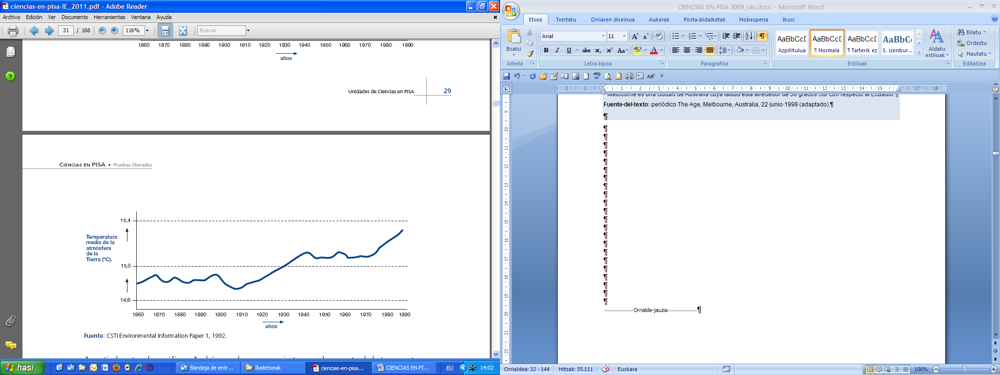 ciencias-en-pisa-IE_2011.pdf - Adobe Reader
Archivo Edición Ver Documento Herramientas Ventana Ayuda
31 / 168 116% Buscar
1860 1870 1880 1890 1900 1910 1920 1930 1940 1950 1960 1970 1980 1990
años
Unidades de Ciencias en PISA 29
CIENCIAS EN PISA • Pruebas liberadas
15,4
Temperatura
media de la
atmósfera
de la
Tierra (ºC).
15,0
14,6
1860 1870 1880 1890 1900 1910 1920 1930 1940 1950 1960 1970 1980 1990
años
Fuente: CSTI Environmental Information Paper 1, 1992.
hasi
Bandeja de entr... Ikatetxeak ciencias-en-pisa... CIENCIAS EN PI... EU 14:02
CIENCIAS EN PISA 2009_cas.docx - Microsoft Word
Etxea Txertatu Orriaren diseinua Aukerak Posta-bidalketak Hobespena Ikusi
Itsatsi
Arbela
Arial 11
Letra-tipoa
Paragrafoa
AaBbCcD AaBbCcD AaBbCcD AaBbCc
Azpititulua ¶ Normala ¶ Tarterik ez 1. izenbur...
Aldatu
estiloak
Estiloak
Bilatu
Ordeztu
Hautatu
Editatzea
Melbourne es una ciudad de Australia cuya latitud está alrededor de 38 grados Sur con respecto al Ecuador.¶
Fuente·del·texto:·periódico·The·Age,·Melbourne,·Australia,·22·junio·1998·(adaptado).¶
Orrialde-jauzia
Orrialdea: 32 - 144 Hitzak: 35.111 Euskara 100%